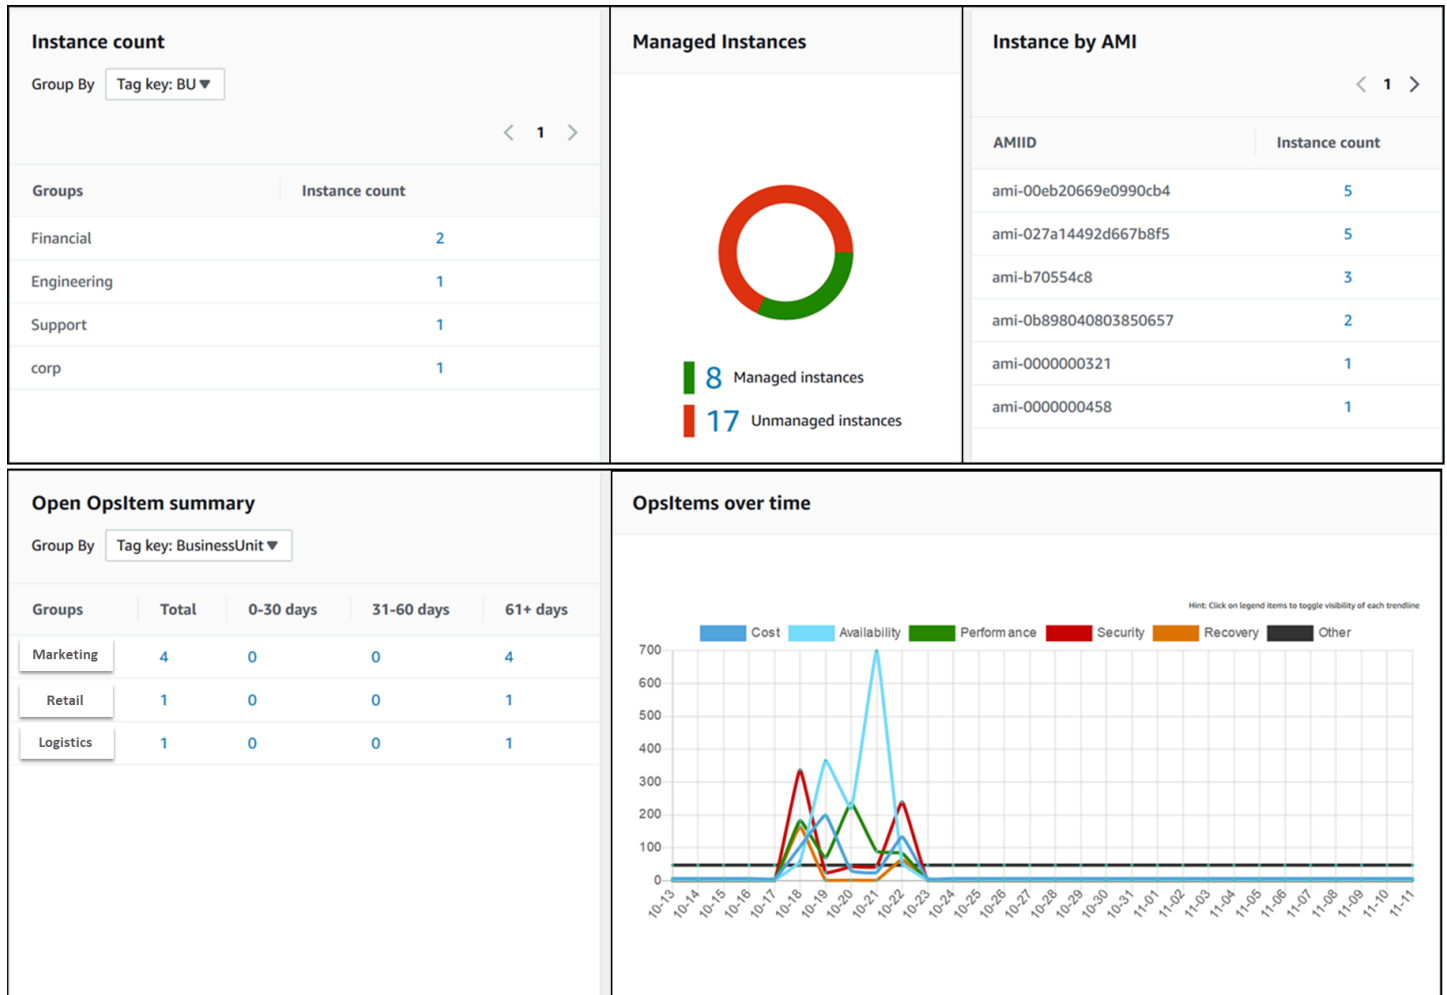 Instance count
Group By Tag key: BU
1
Groups Instance count
Financial 2
Engineering 1
Support 1
corp 1
Managed Instances
8 Managed instances
17 Unmanaged instances
Instance by AMI
1
AMIID Instance count
ami-00eb20669e0990cb4 5
ami-027a14492d667b8f5 5
ami-b70554c8 3
ami-0b898040803850657 2
ami-0000000321 1
ami-0000000458 1
Open OpsItem summary
Group By Tag key: BusinessUnit
Groups Total 0-30 days 31-60 days 61+ days
Marketing 4 0 0 4
Retail 1 0 0 1
Logistics 1 0 0 1
OpsItems over time
Hint: Click on legend items to toggle visibility of each trendline
Cost Availability Performance Security Recovery Other
700
600
500
400
300
200
100
0
10-13 10-14 10-15 10-16 10-17 10-18 10-19 10-20 10-21 10-22 10-23 10-24 10-25 10-26 10-27 10-28 10-29 10-30 10-31 11-01 11-02 11-03 11-04 11-05 11-06 11-07 11-08 11-09 11-10 11-11